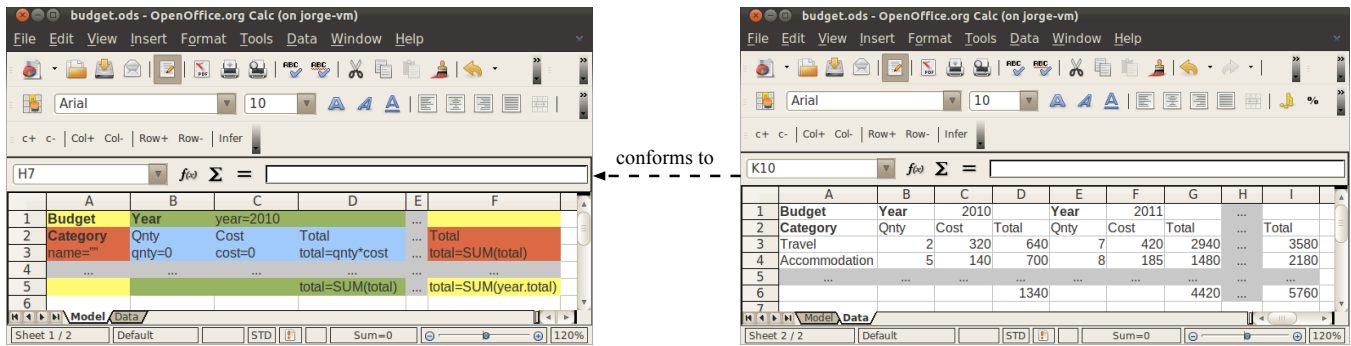 budget.ods - OpenOffice.org Calc (on jorge-vm)
File Edit View Insert Format Tools Data Window Help
Arial 10
c+ c- Col+ Col- Row+ Row- Infer
H7 f(x) Σ =
A B C D E F
1 Budget Year year=2010 ...
2 Category Qnty Cost Total ... Total
3 name="" qnty=0 cost=0 total=qnty*cost ... total=SUM(total)
4 ... ... ... ... ... ...
5 total=SUM(total) ... total=SUM(year.total)
6
Model Data
Sheet 1 / 2 Default STD Sum=0 120%
conforms to
budget.ods - OpenOffice.org Calc (on jorge-vm)
File Edit View Insert Format Tools Data Window Help
Arial 10 %
c+ c- Col+ Col- Row+ Row- Infer
K10 f(x) Σ =
A B C D E F G H I
1 Budget Year 2010 Year 2011 ...
2 Category Qnty Cost Total Qnty Cost Total ... Total
3 Travel 2 320 640 7 420 2940 ... 3580
4 Accommodation 5 140 700 8 185 1480 ... 2180
5 ... ... ... ... ... ... ... ... ...
6 1340 4420 ... 5760
7
Model Data
Sheet 2 / 2 Default STD Sum=0 120%